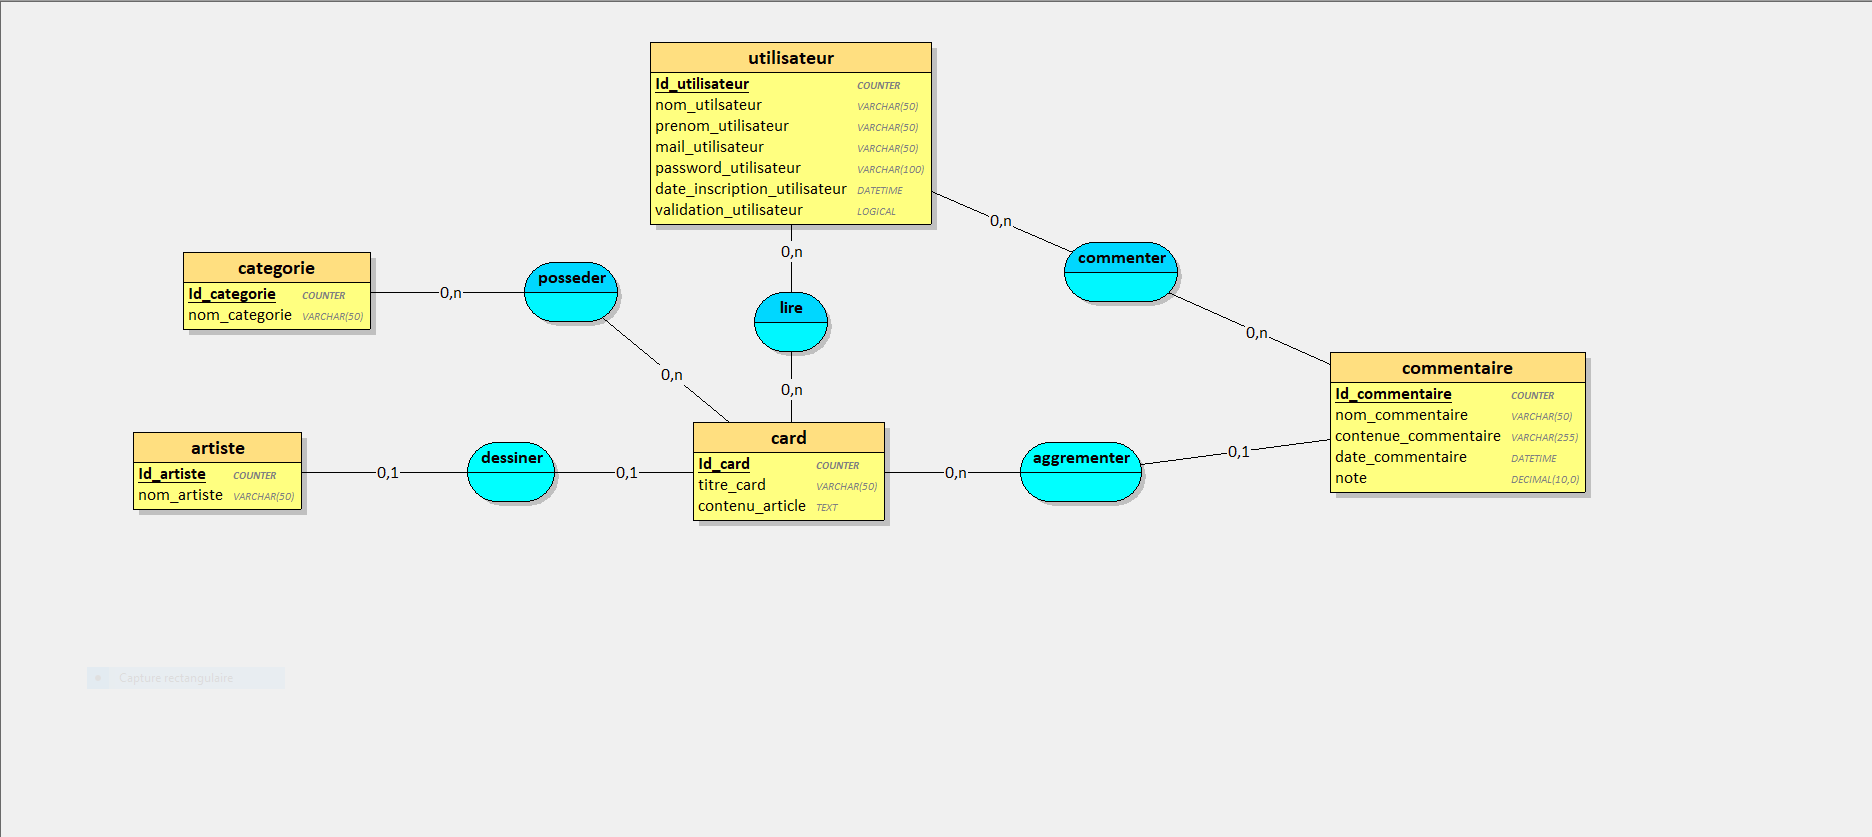 utilisateur
Id_utilisateur COUNTER
nom_utilsateur VARCHAR(50)
prenom_utilisateur VARCHAR(50)
mail_utilisateur VARCHAR(50)
password_utilisateur VARCHAR(100)
date_inscription_utilisateur DATETIME
validation_utilisateur LOGICAL
0,n
commenter
0,n
0,n
lire
0,n
categorie
Id_categorie COUNTER
nom_categorie VARCHAR(50)
0,n
posseder
0,n
commentaire
Id_commentaire COUNTER
nom_commentaire VARCHAR(50)
contenue_commentaire VARCHAR(255)
date_commentaire DATETIME
note DECIMAL(10,0)
artiste
Id_artiste COUNTER
nom_artiste VARCHAR(50)
0,1
dessiner
0,1
card
Id_card COUNTER
titre_card VARCHAR(50)
contenu_article TEXT
0,n
aggrementer
0,1
Capture rectangulaire